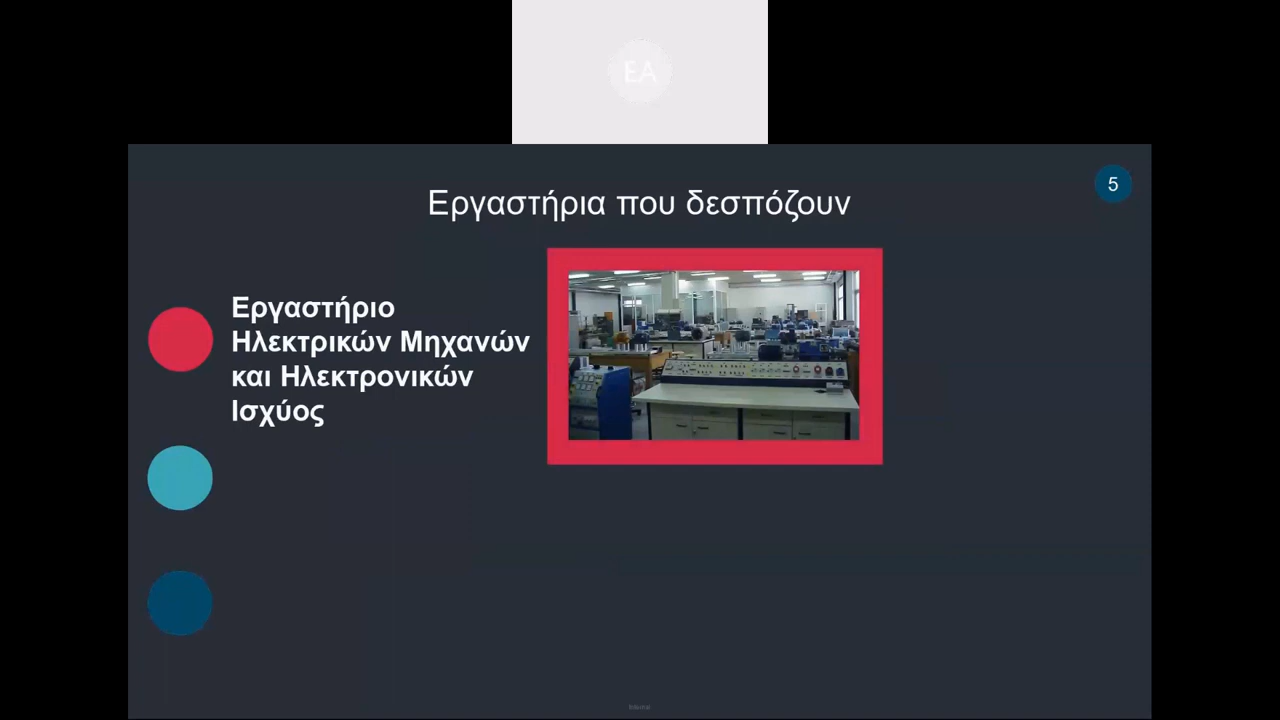 EA
5
Εργαστήρια που δεσπόζουν
Εργαστήριο
Ηλεκτρικών Μηχανών
και Ηλεκτρονικών
Ισχύος